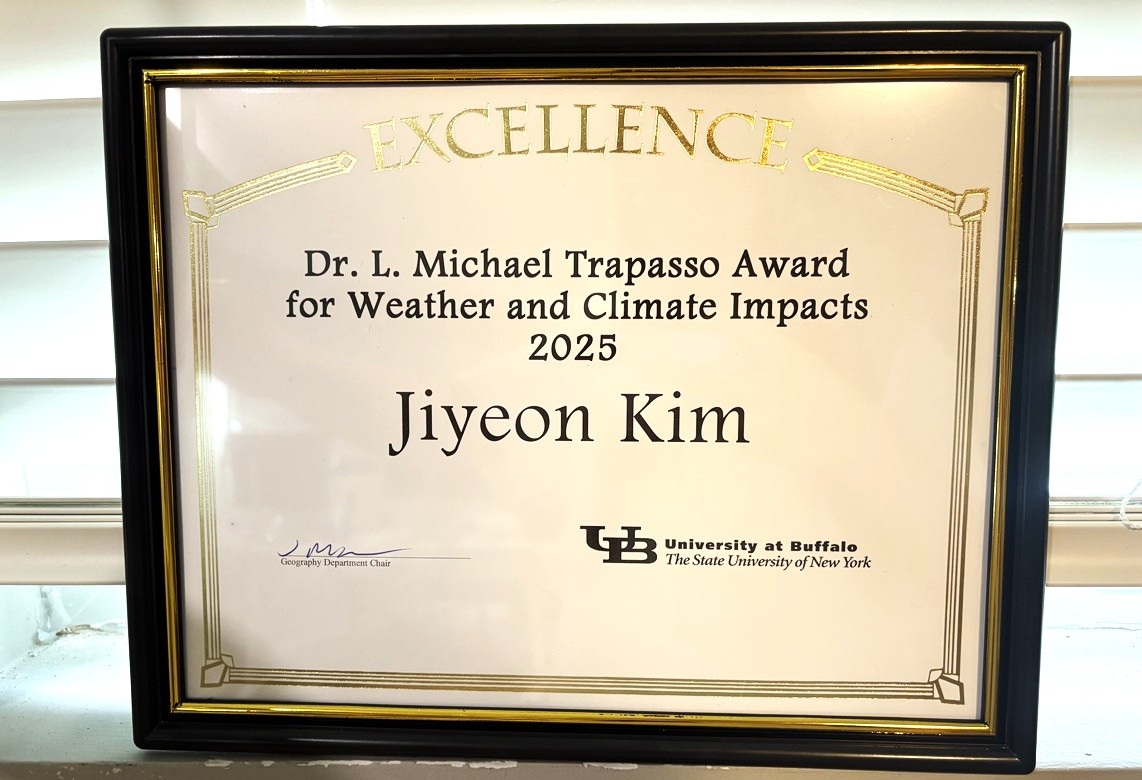 EXCELLENCE
Dr. L. Michael Trapasso Award
for Weather and Climate Impacts
2025
Jiyeon Kim
Geography Department Chair
UB
University at Buffalo
The State University of New York